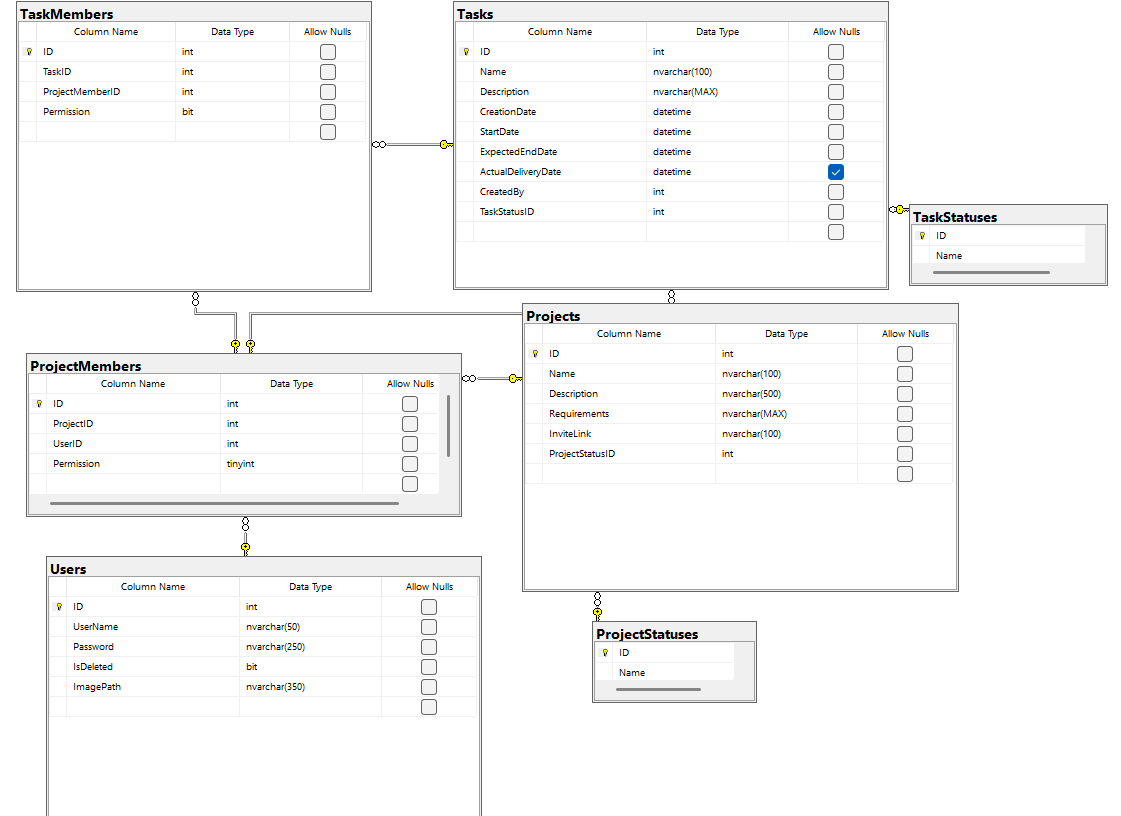 TaskMembers
Column Name Data Type Allow Nulls
ID int
TaskID int
ProjectMemberID int
Permission bit
Tasks
Column Name Data Type Allow Nulls
ID int
Name nvarchar(100)
Description nvarchar(MAX)
CreationDate datetime
StartDate datetime
ExpectedEndDate datetime
ActualDeliveryDate datetime
CreatedBy int
TaskStatusID int
TaskStatuses
ID
Name
Projects
Column Name Data Type Allow Nulls
ID int
Name nvarchar(100)
Description nvarchar(500)
Requirements nvarchar(MAX)
InviteLink nvarchar(100)
ProjectStatusID int
ProjectMembers
Column Name Data Type Allow Nulls
ID int
ProjectID int
UserID int
Permission tinyint
Users
Column Name Data Type Allow Nulls
ID int
UserName nvarchar(50)
Password nvarchar(250)
IsDeleted bit
ImagePath nvarchar(350)
ProjectStatuses
ID
Name